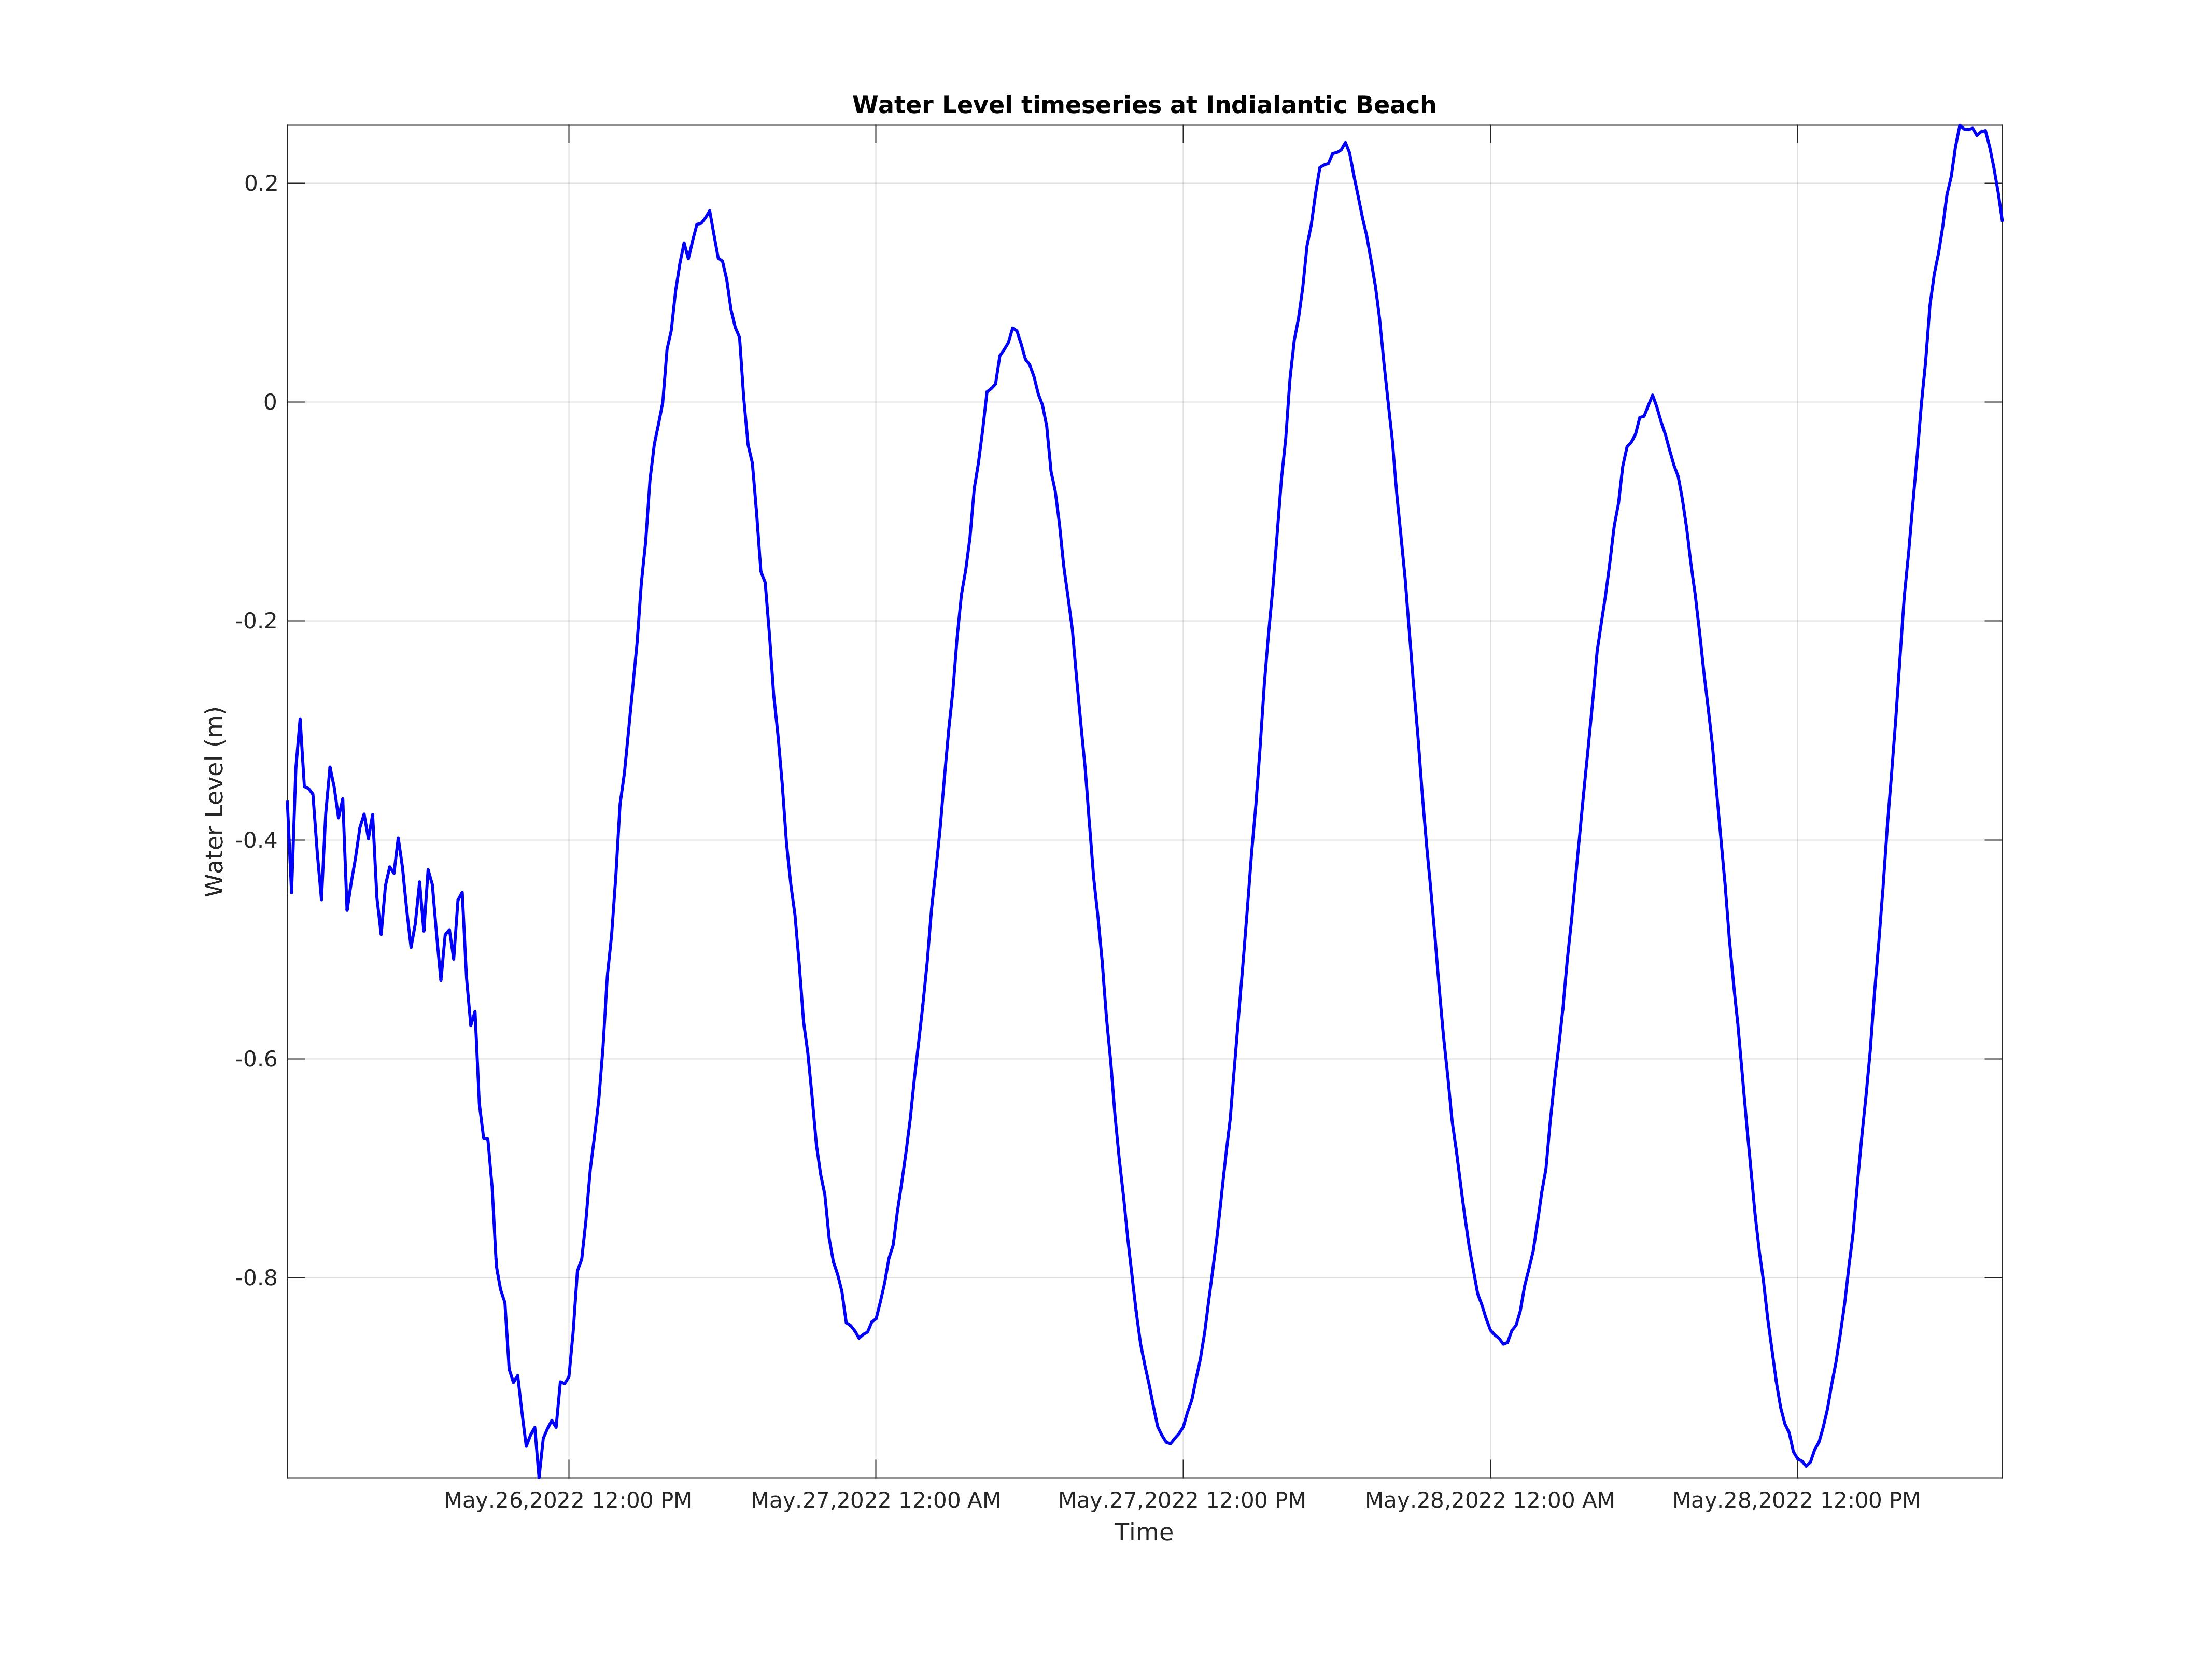 Water Level timeseries at Indialantic Beach
0.2
0
-0.2
-0.4
-0.6
-0.8
Water Level (m)
May.26,2022 12:00 PM
May.27,2022 12:00 AM
May.27,2022 12:00 PM
May.28,2022 12:00 AM
May.28,2022 12:00 PM
Time